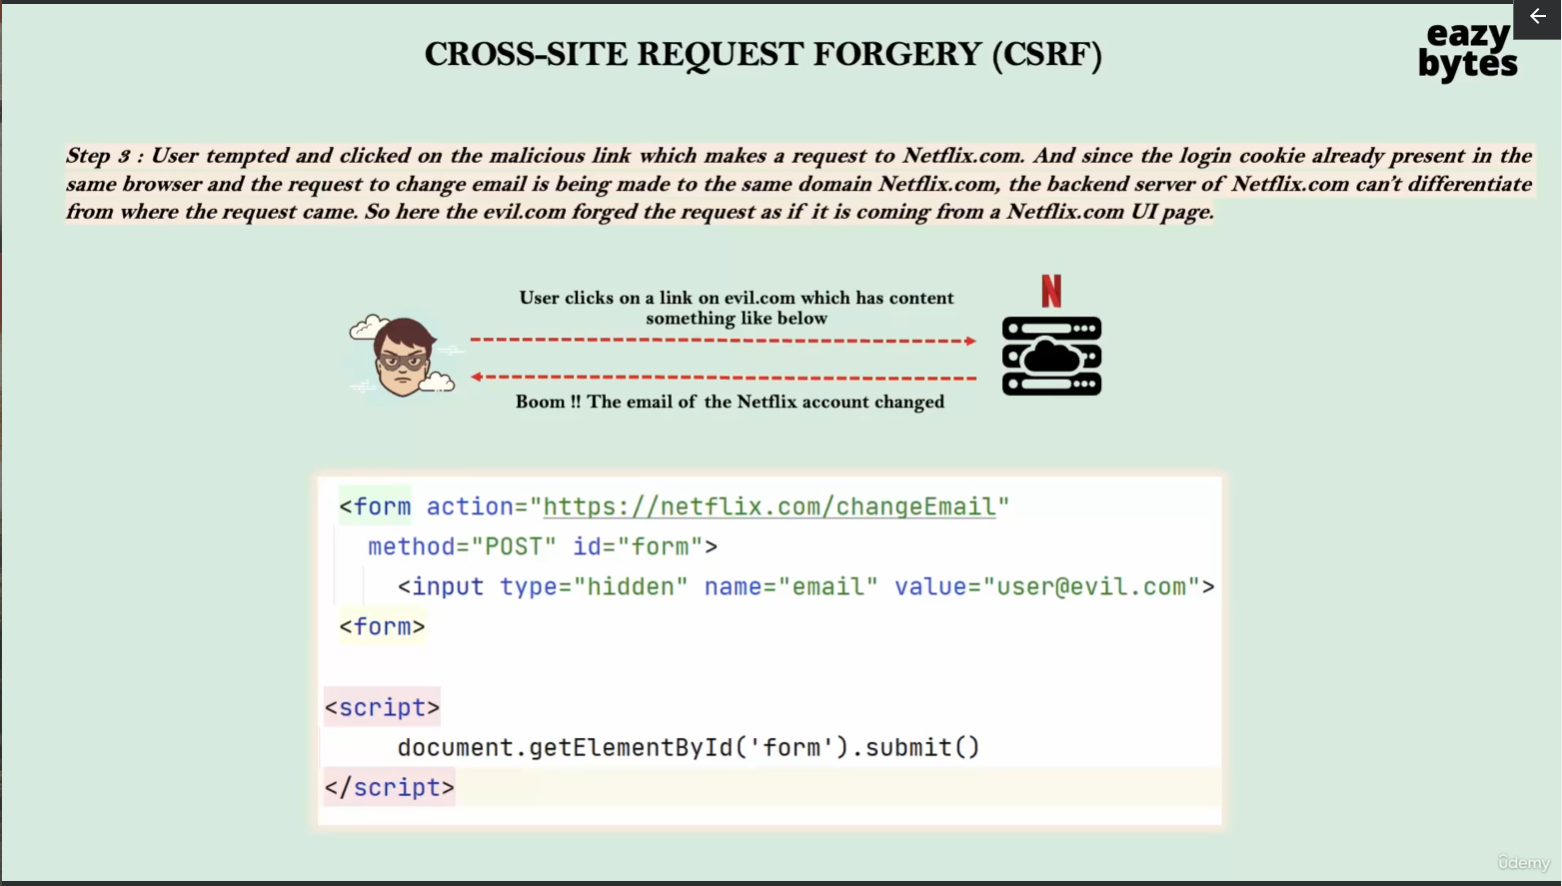 CROSS-SITE REQUEST FORGERY (CSRF)
eazy
bytes
Step 3 : User tempted and clicked on the malicious link which makes a request to Netflix.com. And since the login cookie already present in the
same browser and the request to change email is being made to the same domain Netflix.com, the backend server of Netflix.com can't differentiate
from where the request came. So here the evil.com forged the request as if it is coming from a Netflix.com UI page.
User clicks on a link on evil.com which has content
something like below
N
Boom !! The email of the Netflix account changed
<form action="https://netflix.com/changeEmail"
method="POST" id="form">
<input type="hidden" name="email" value="user@evil.com">
<form>
<script>
document.getElementById('form').submit()
</script>
ûdemy